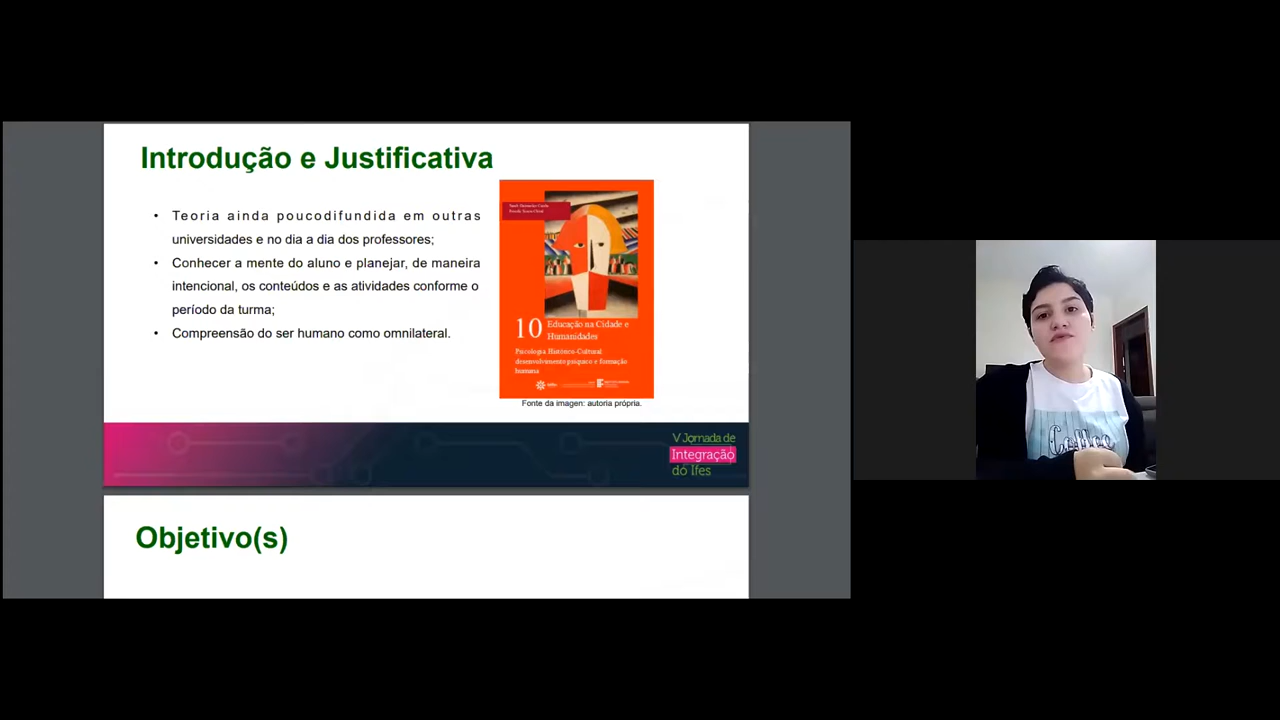 Introdução e Justificativa
• Teoria ainda poucodifundida em outras
universidades e no dia a dia dos professores;
• Conhecer a mente do aluno e planejar, de maneira
intencional, os conteúdos e as atividades conforme o
período da turma;
• Compreensão do ser humano como omnilateral.
10 Educação na Cidade e
Humanidades
Psicologia Histórico-Cultural:
desenvolvimento psíquico e formação
humana
Fonte da imagem: autoria própria.
V Jornada de
Integração
do Ifes
Objetivo(s)
Coffee